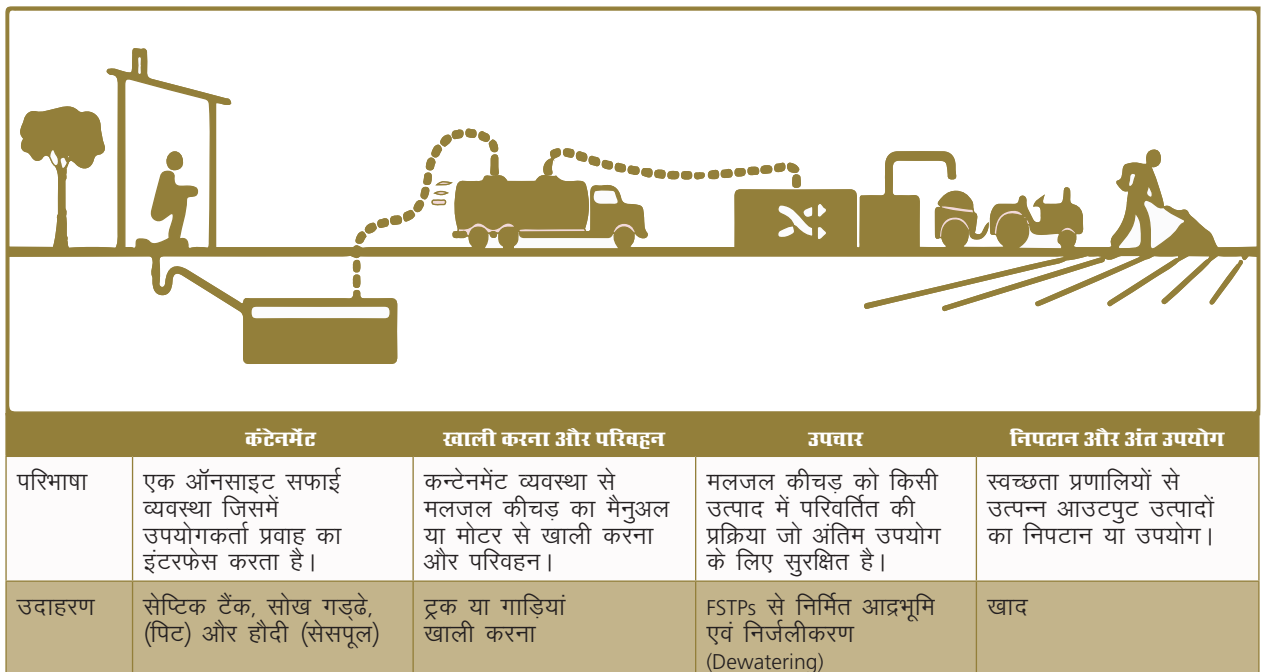 कंटेनमेंट खाली करना और परिवहन उपचार निपटान और अंत उपयोग
परिभाषा
एक ऑनसाइट सफाई
व्यवस्था जिसमें
उपयोगकर्ता प्रवाह का
इंटरफेस करता है।
कन्टेनमेंट व्यवस्था से
मलजल कीचड़ का मैनुअल
या मोटर से खाली करना
और परिवहन।
मलजल कीचड़ को किसी
उत्पाद में परिवर्तित की
प्रक्रिया जो अंतिम उपयोग
के लिए सुरक्षित है।
स्वच्छता प्रणालियों से
उत्पन्न आउटपुट उत्पादों
का निपटान या उपयोग।
उदाहरण
सेप्टिक टैंक, सोख गड्ढे,
(पिट) और हौदी (सेसपूल)
ट्रक या गाड़ियां
खाली करना
FSTPs से निर्मित आद्रभूमि
एवं निर्जलीकरण
(Dewatering)
खाद